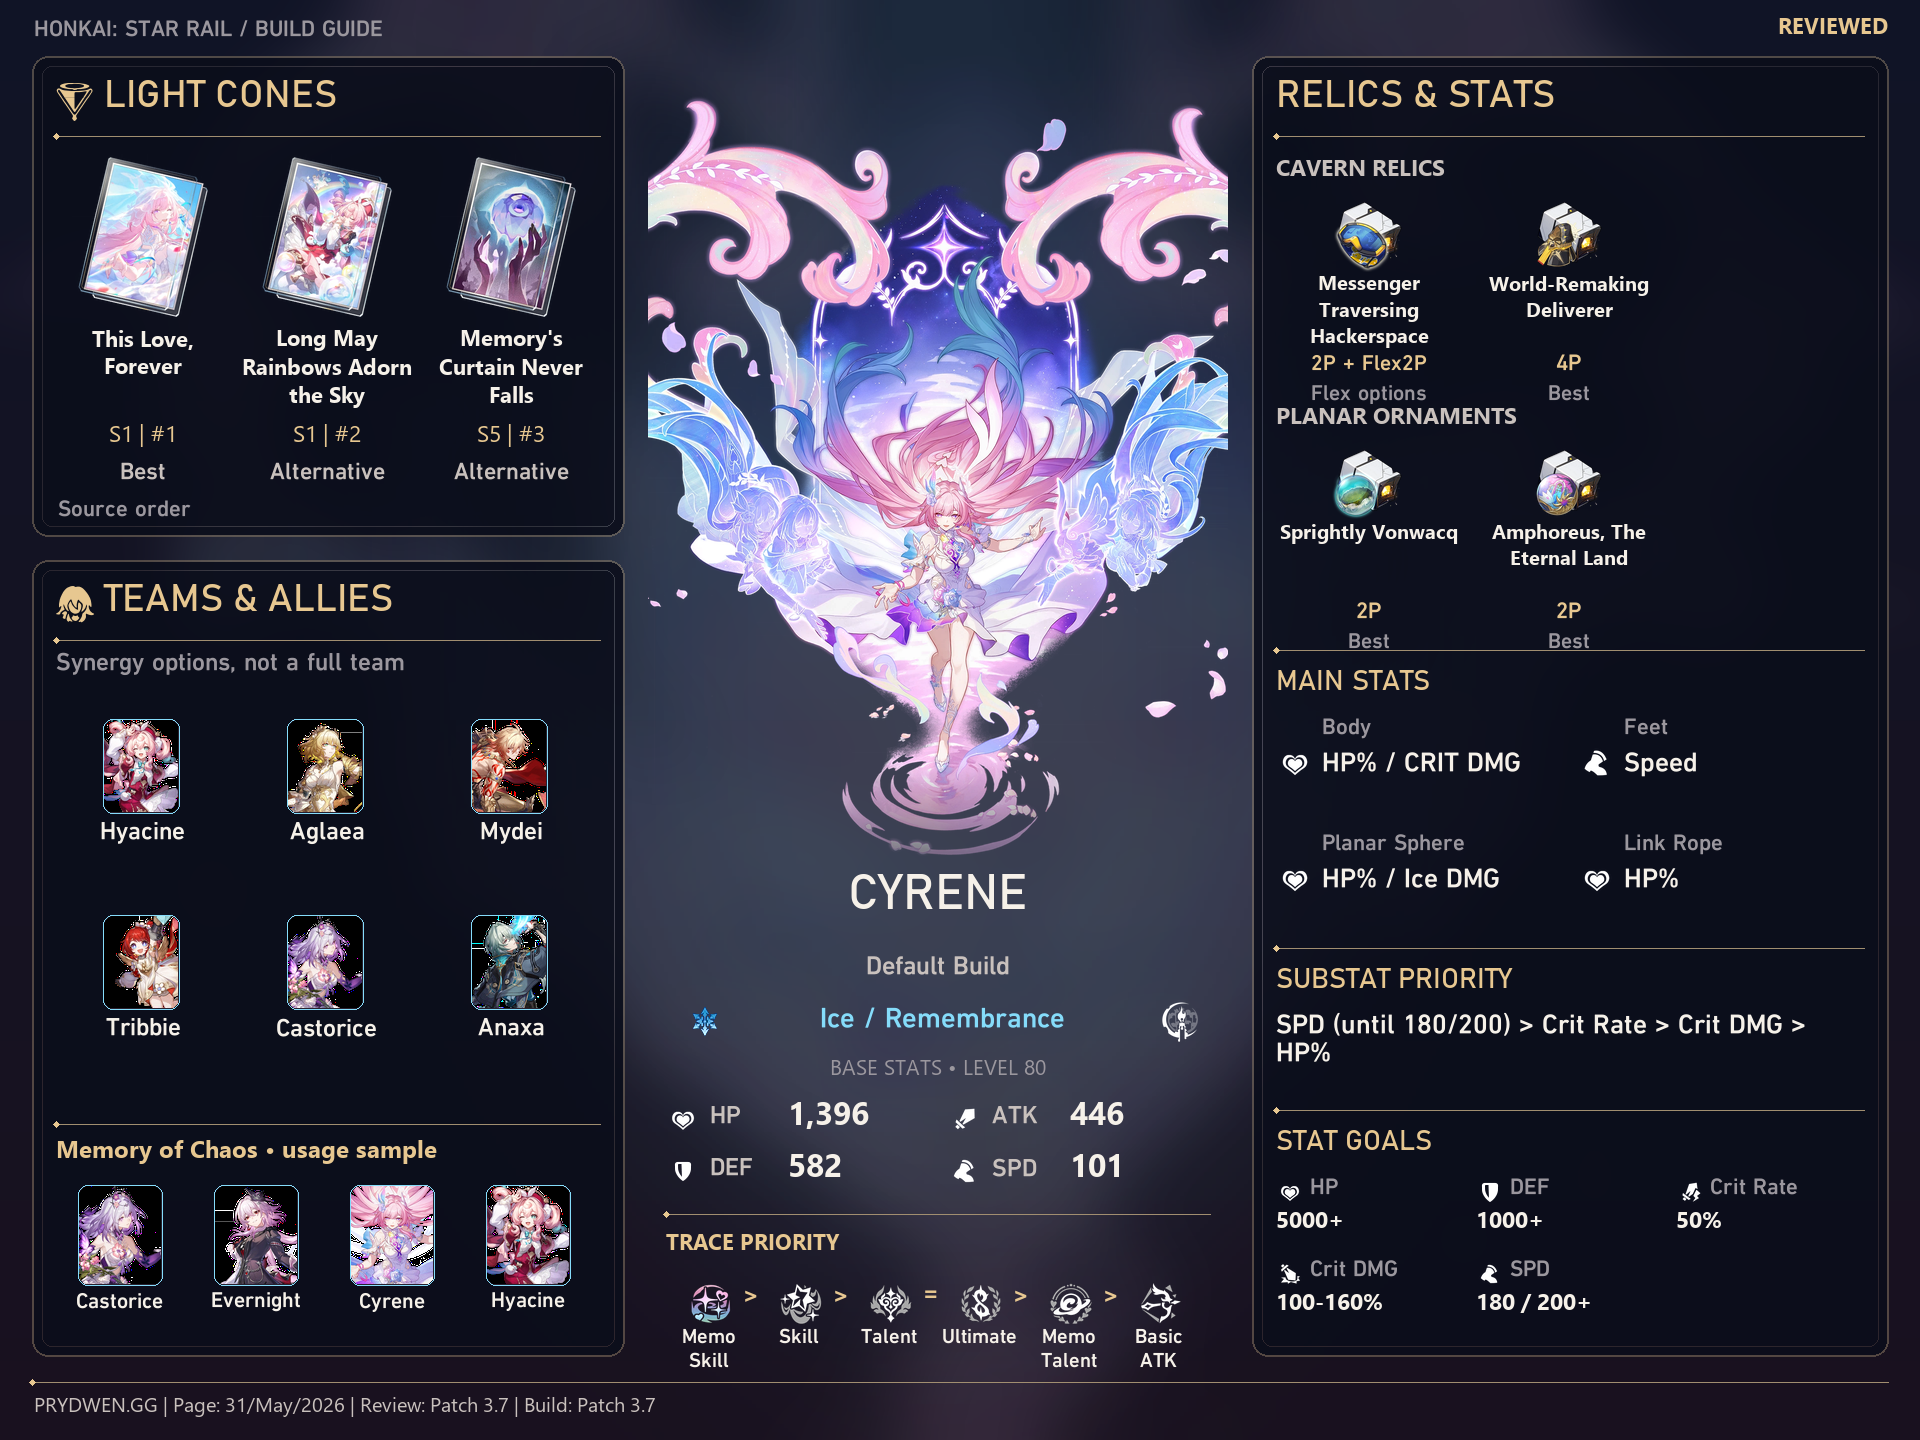 HONKAI: STAR RAIL / BUILD GUIDE
REVIEWED
LIGHT CONES
This Love,
Forever
S1 | #1
Best
Long May
Rainbows Adorn
the Sky
S1 | #2
Alternative
Memory's
Curtain Never
Falls
S5 | #3
Alternative
Source order
TEAMS & ALLIES
Synergy options, not a full team
Hyacine
Aglaea
Mydei
Tribbie
Castorice
Anaxa
Memory of Chaos • usage sample
Castorice
Evernight
Cyrene
Hyacine
CYRENE
Default Build
Ice / Remembrance
BASE STATS • LEVEL 80
HP 1,396
ATK 446
DEF 582
SPD 101
TRACE PRIORITY
> > = > >
Memo
Skill
Skill
Talent
Ultimate
Memo
Talent
Basic
ATK
RELICS & STATS
CAVERN RELICS
Messenger
Traversing
Hackerspace
2P + Flex2P
Flex options
World-Remaking
Deliverer
4P
Best
PLANAR ORNAMENTS
Sprightly Vonwacq
2P
Best
Amphoreus, The
Eternal Land
2P
Best
MAIN STATS
Body
HP% / CRIT DMG
Feet
Speed
Planar Sphere
HP% / Ice DMG
Link Rope
HP%
SUBSTAT PRIORITY
SPD (until 180/200) > Crit Rate > Crit DMG >
HP%
STAT GOALS
HP
5000+
DEF
1000+
Crit Rate
50%
Crit DMG
100-160%
SPD
180 / 200+
PRYDWEN.GG | Page: 31/May/2026 | Review: Patch 3.7 | Build: Patch 3.7